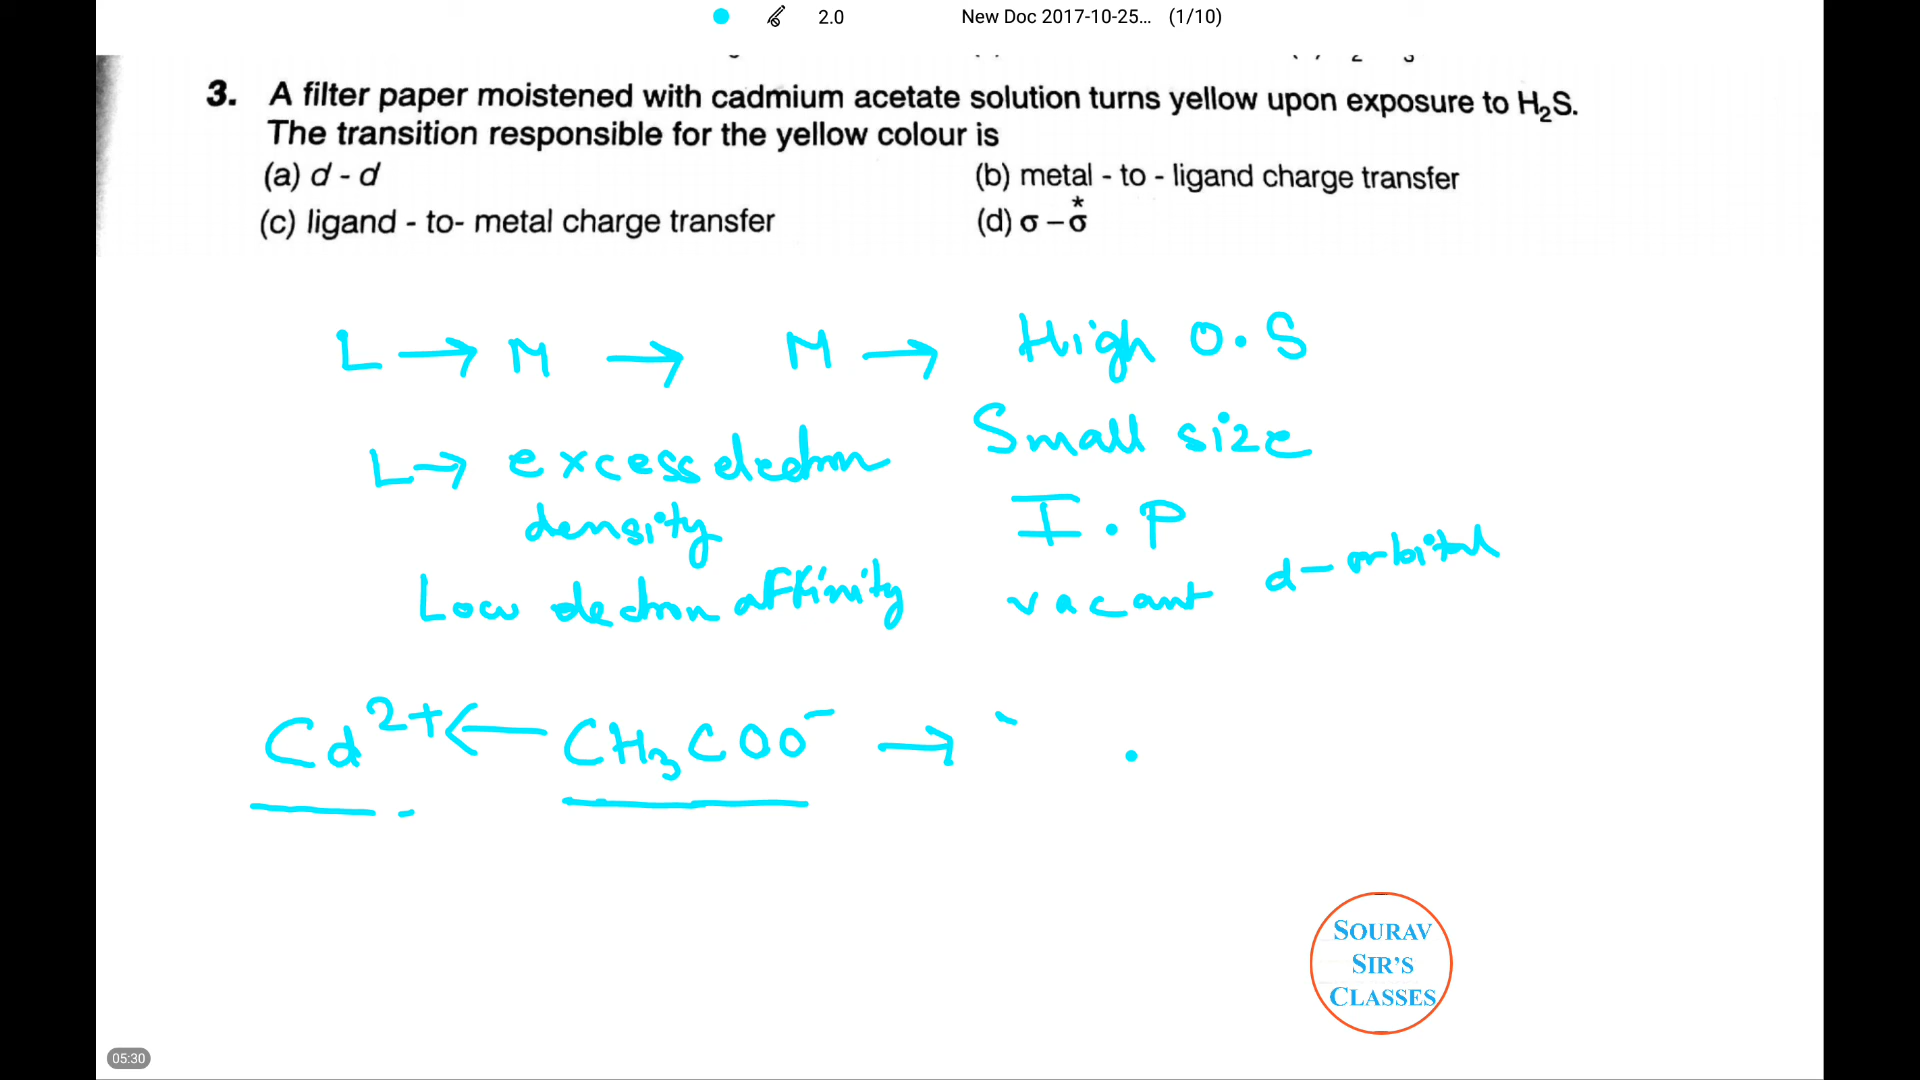 2.0 New Doc 2017-10-25... (1/10)
3. A filter paper moistened with cadmium acetate solution turns yellow upon exposure to H₂S.
The transition responsible for the yellow colour is
(a) d - d (b) metal - to - ligand charge transfer
(c) ligand - to- metal charge transfer (d) σ – σ*
L → M → M → High O.S
Small size
L → excess electron
density
I.P
Low electron affinity
vacant d-orbital
Cd²⁺ ← CH₃COO⁻ →
SOURAV
SIR'S
CLASSES
05:30